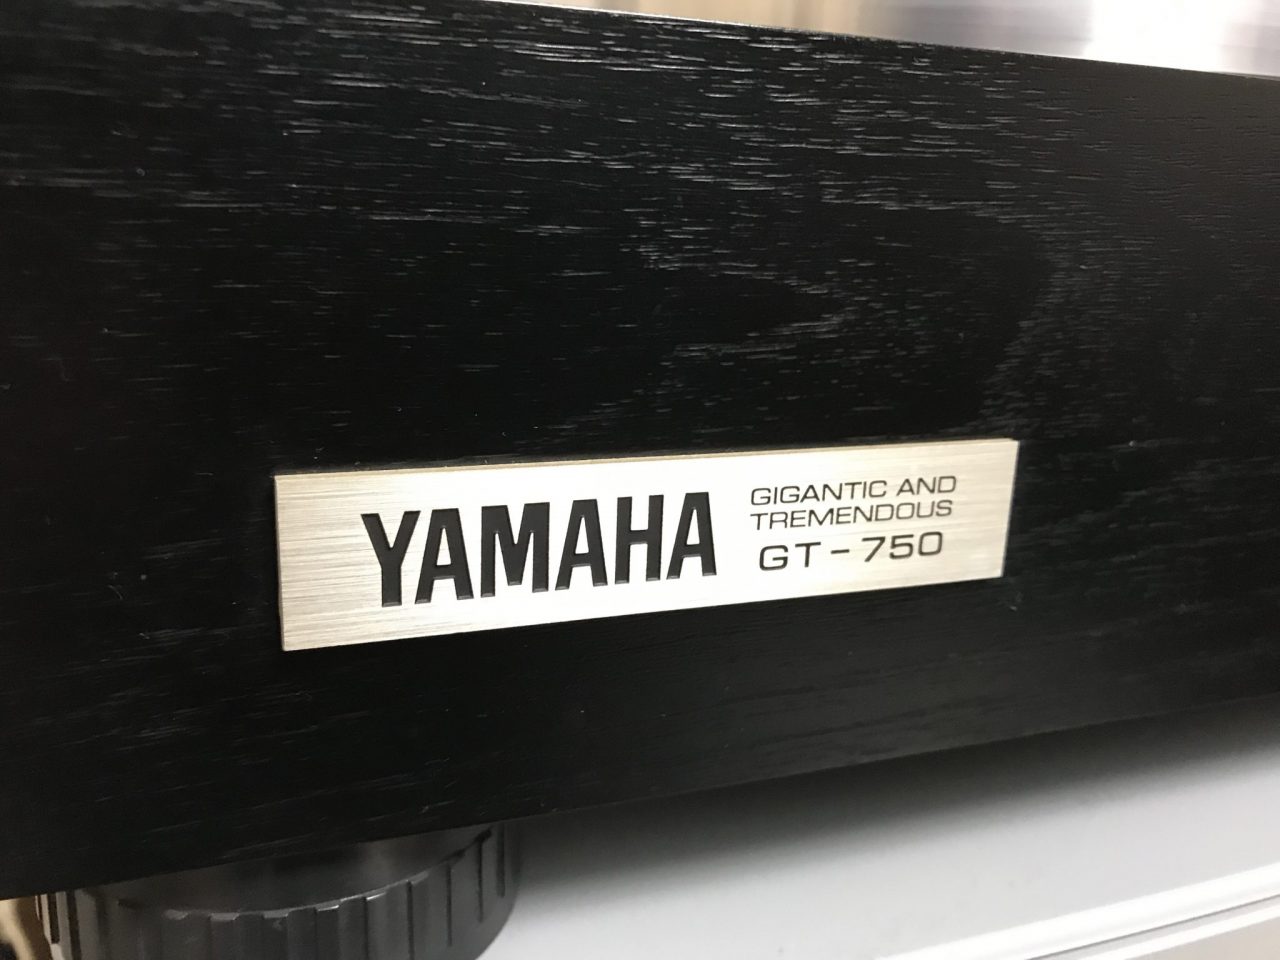 YAMAHA
GIGANTIC AND
TREMENDOUS
GT-750